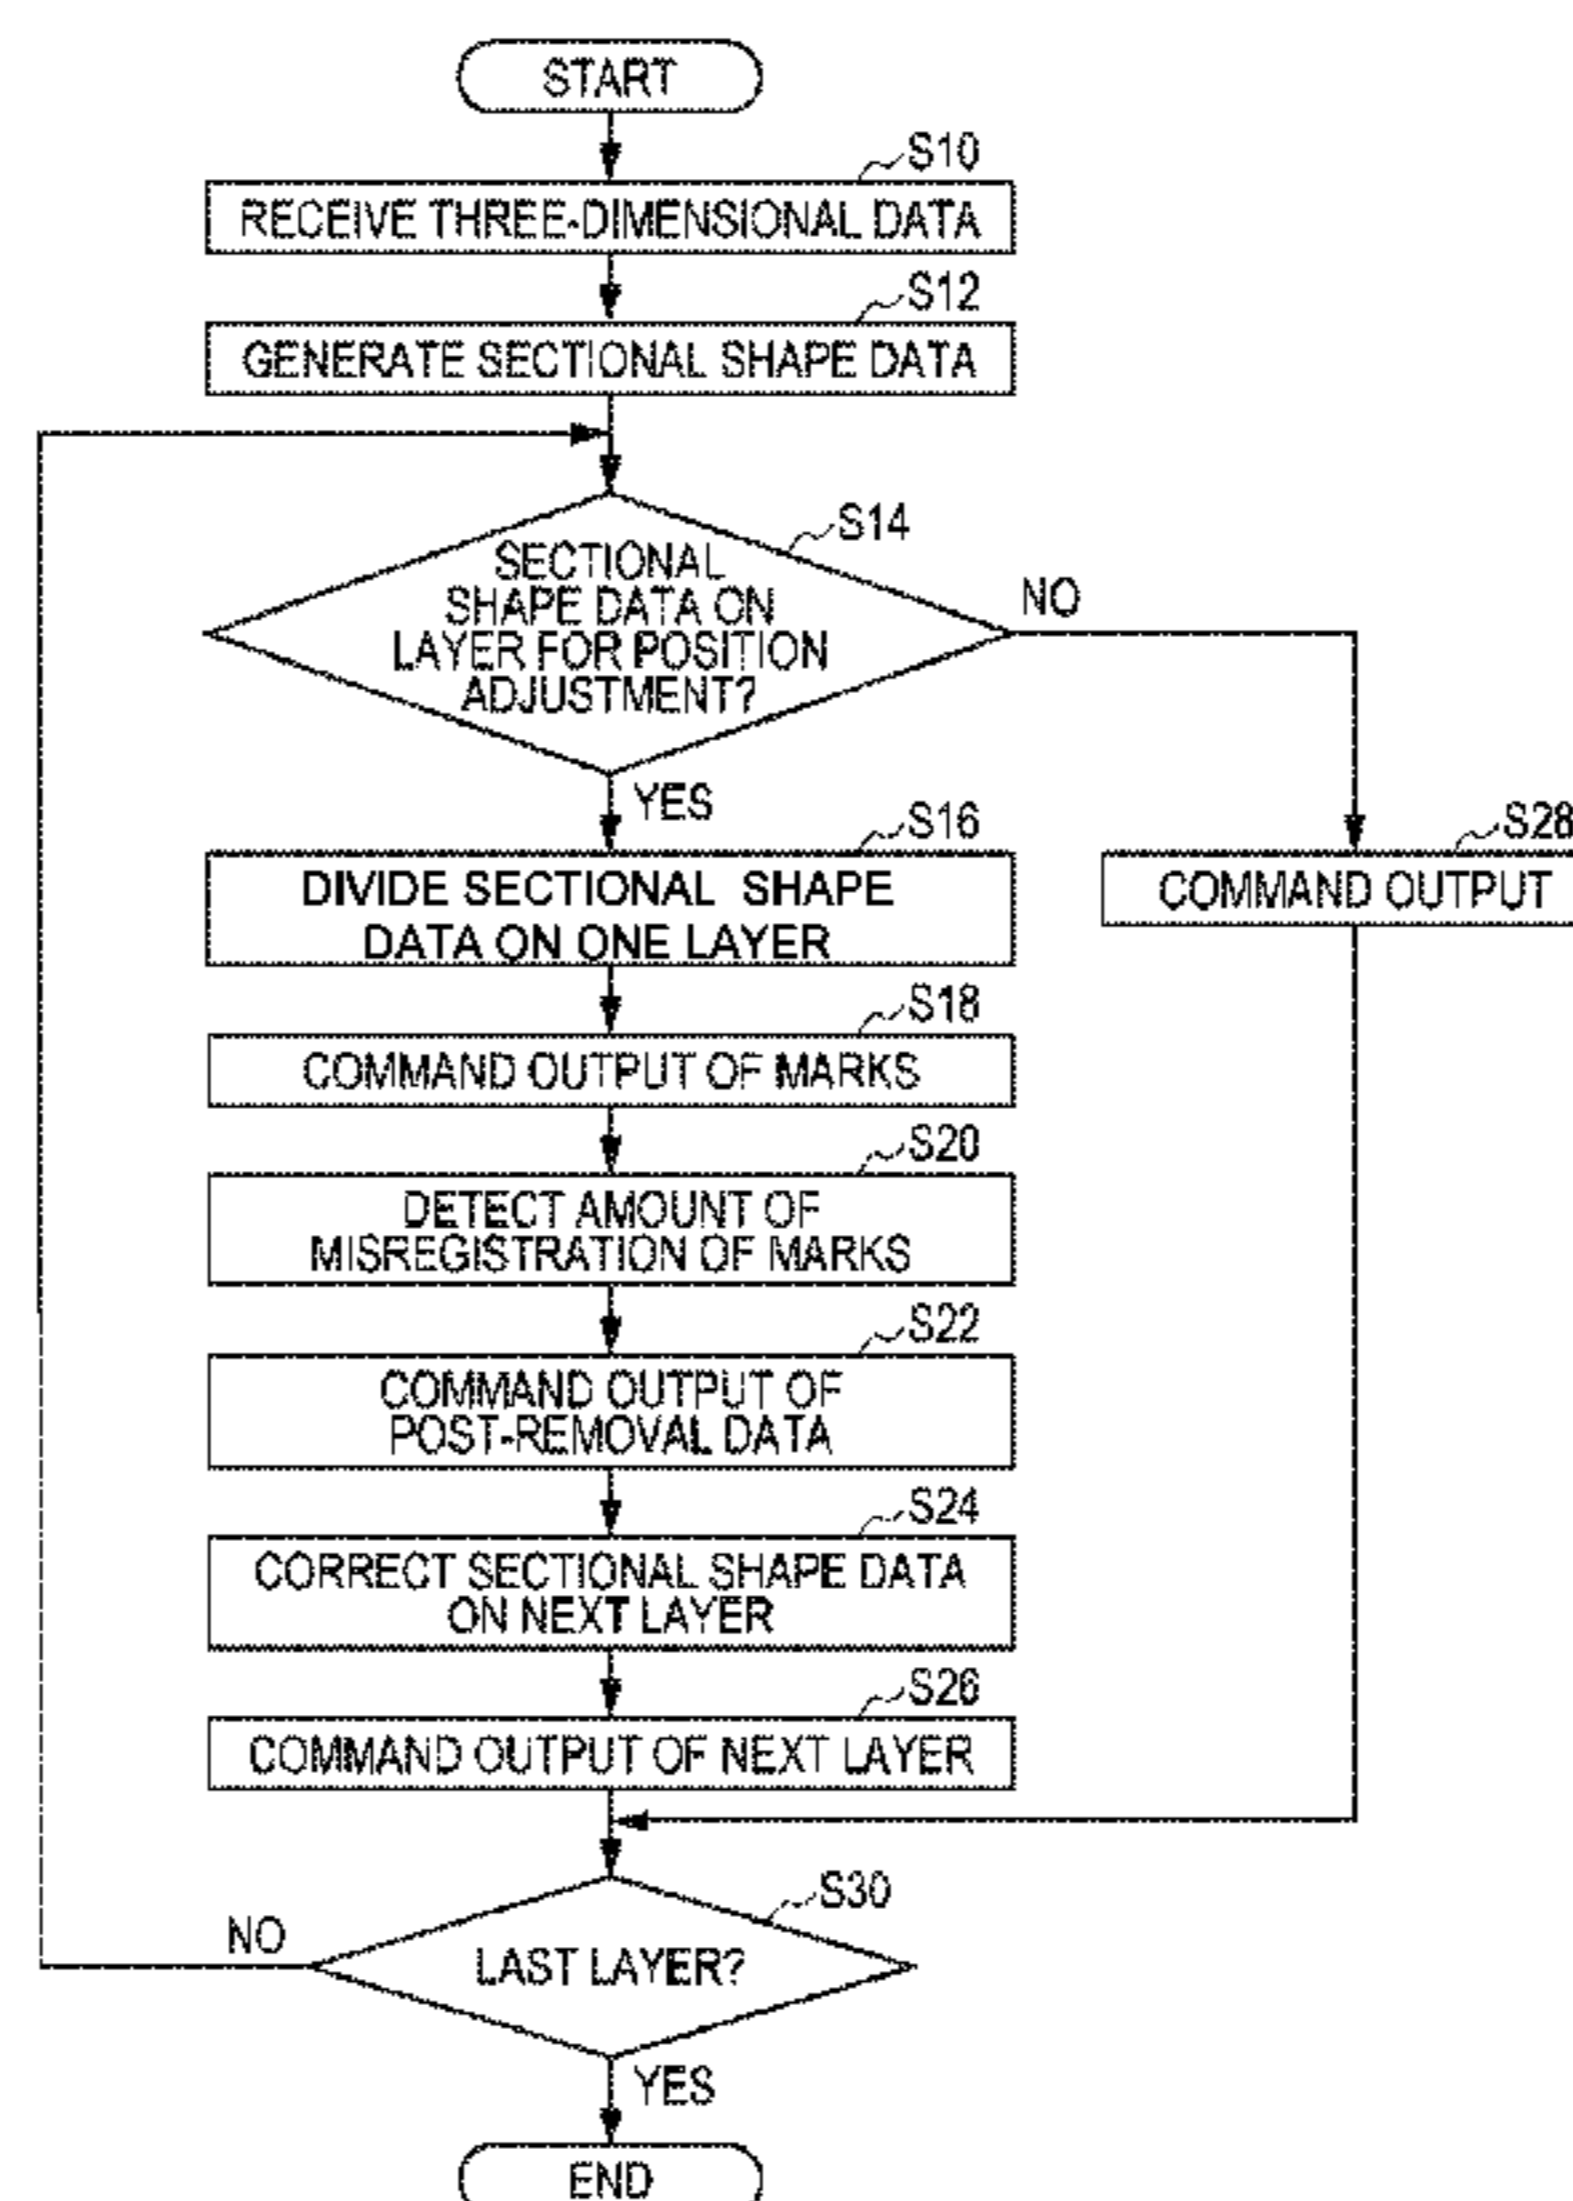 START
S10
RECEIVE THREE-DIMENSIONAL DATA
S12
GENERATE SECTIONAL SHAPE DATA
S14
SECTIONAL
SHAPE DATA ON
LAYER FOR POSITION
ADJUSTMENT?
NO
YES
S16
DIVIDE SECTIONAL SHAPE
DATA ON ONE LAYER
S28
COMMAND OUTPUT
S18
COMMAND OUTPUT OF MARKS
S20
DETECT AMOUNT OF
MISREGISTRATION OF MARKS
S22
COMMAND OUTPUT OF
POST-REMOVAL DATA
S24
CORRECT SECTIONAL SHAPE DATA
ON NEXT LAYER
S26
COMMAND OUTPUT OF NEXT LAYER
S30
NO
LAST LAYER?
YES
END